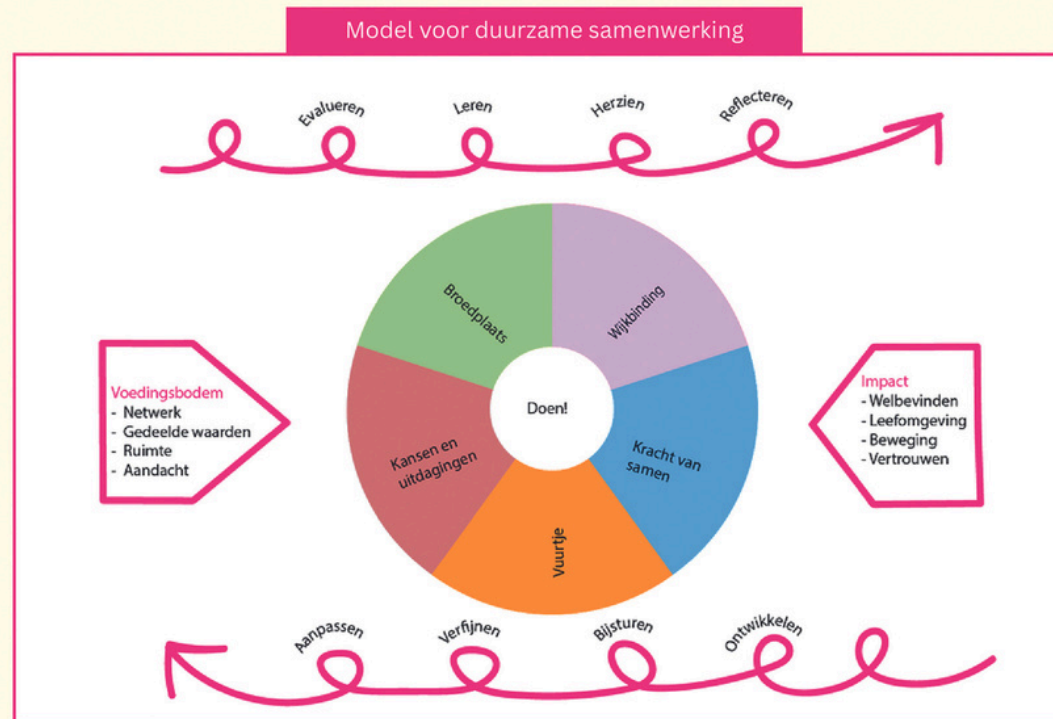 Model voor duurzame samenwerking
Evalueren
Leren
Herzien
Reflecteren
Broedplaats
Wijkbinding
Voedingsbodem
- Netwerk
- Gedeelde waarden
- Ruimte
- Aandacht
Doen!
Impact
- Welbevinden
- Leefomgeving
- Beweging
- Vertrouwen
Kansen en
uitdagingen
Kracht van
samen
Vuurtje
Aanpassen
Verfijnen
Bijsturen
Ontwikkelen